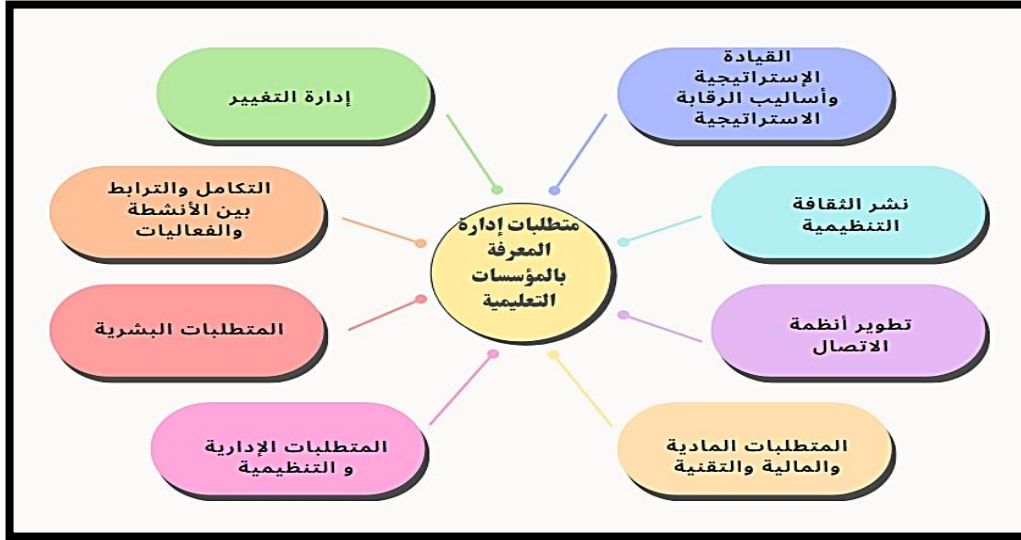 متطلبات إدارة
المعرفة
بالمؤسسات
التعليمية
القيادة
الإستراتيجية
وأساليب الرقابة
الاستراتيجية
نشر الثقافة
التنظيمية
تطوير أنظمة
الاتصال
المتطلبات المادية
والمالية والتقنية
إدارة التغيير
التكامل والترابط
بين الأنشطة
والفعاليات
المتطلبات البشرية
المتطلبات الإدارية
و التنظيمية